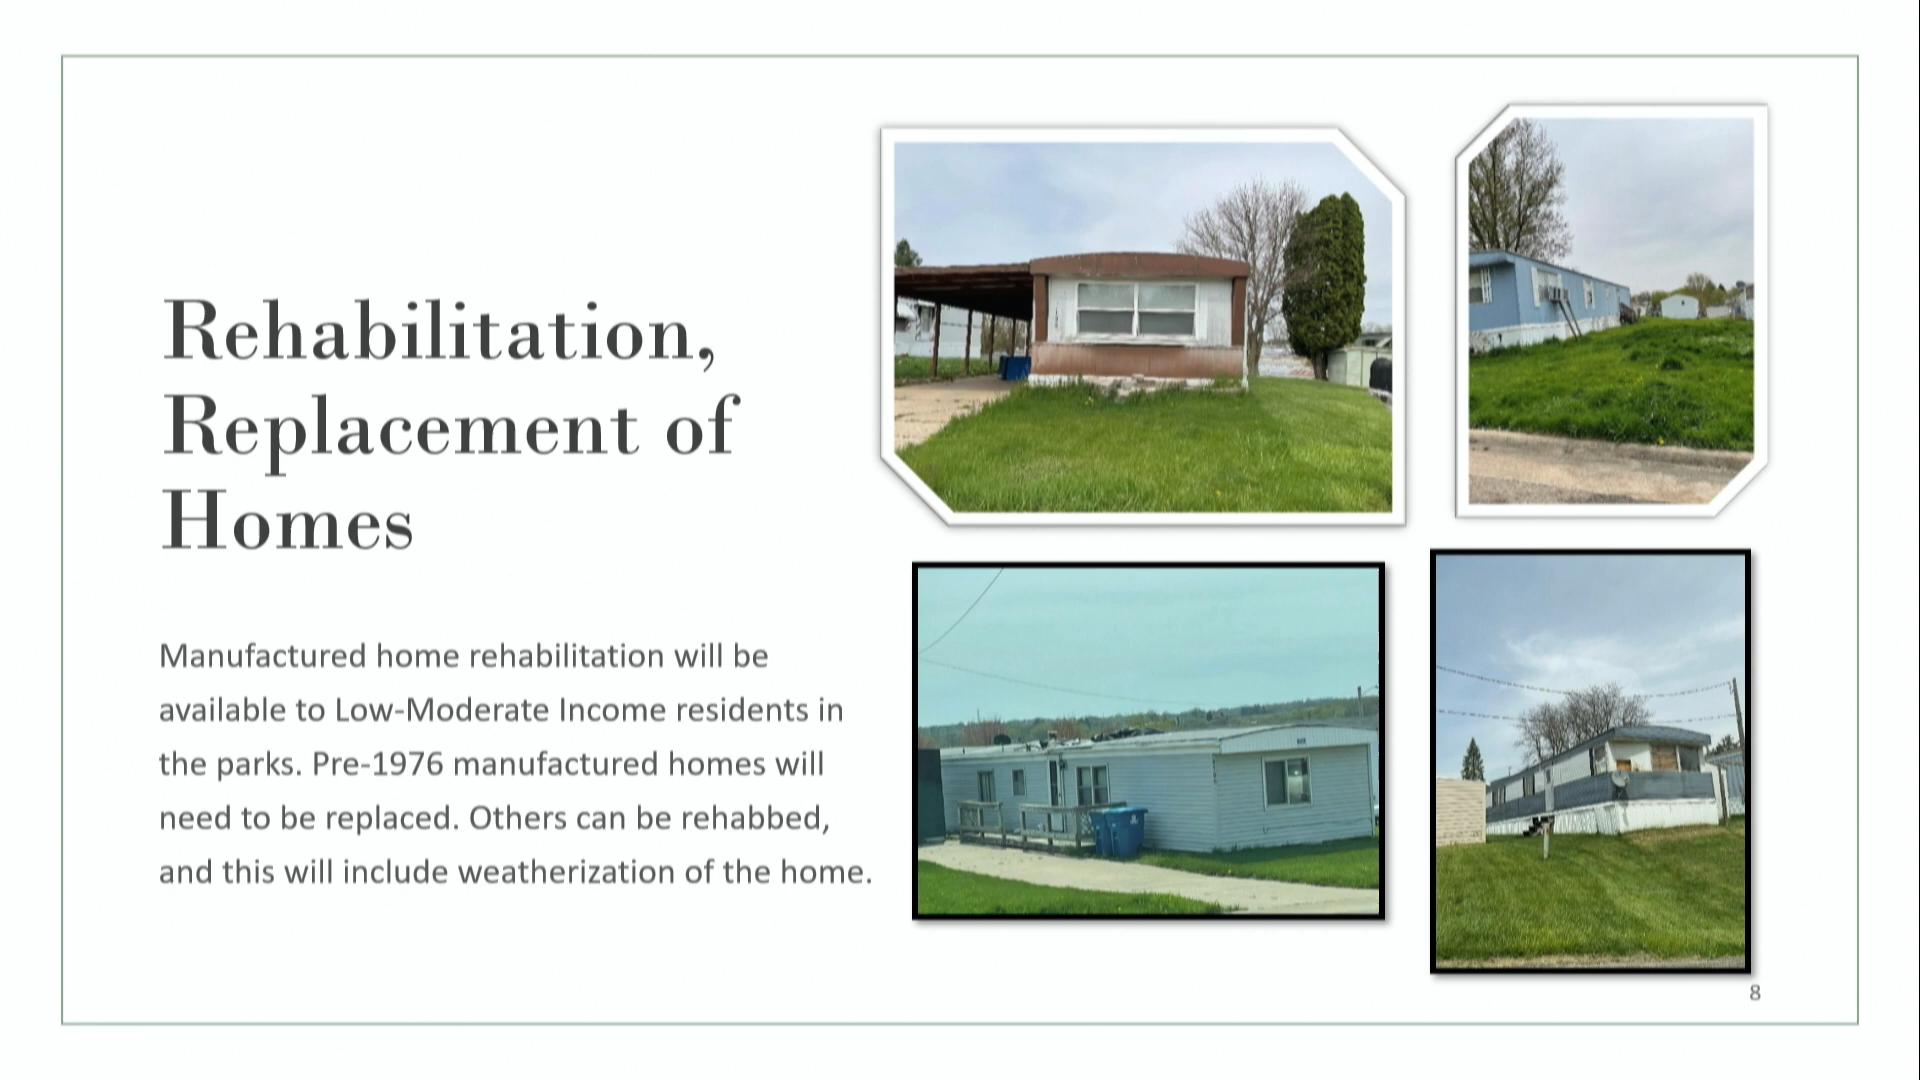 Rehabilitation,
Replacement of
Homes
Manufactured home rehabilitation will be
available to Low-Moderate Income residents in
the parks. Pre-1976 manufactured homes will
need to be replaced. Others can be rehabbed,
and this will include weatherization of the home.
8